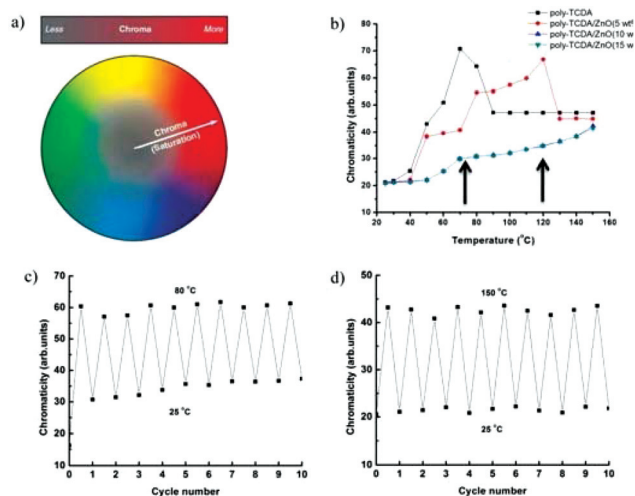 a)
Less Chroma More
Chroma
(Saturation)
b)
poly-TCDA
poly-TCDA/ZnO(5 wt
poly-TCDA/ZnO(10 w
poly-TCDA/ZnO(15 w
Chromaticity (arb.units)
80
70
60
50
40
30
20
10
20 40 60 80 100 120 140 160
Temperature (°C)
c)
Chromaticity (arb.units)
70
60
50
40
30
20
10
80 °C
25 °C
0 1 2 3 4 5 6 7 8 9 10
Cycle number
d)
Chromaticity (arb.units)
50
40
30
20
10
150 °C
25 °C
0 1 2 3 4 5 6 7 8 9 10
Cycle number